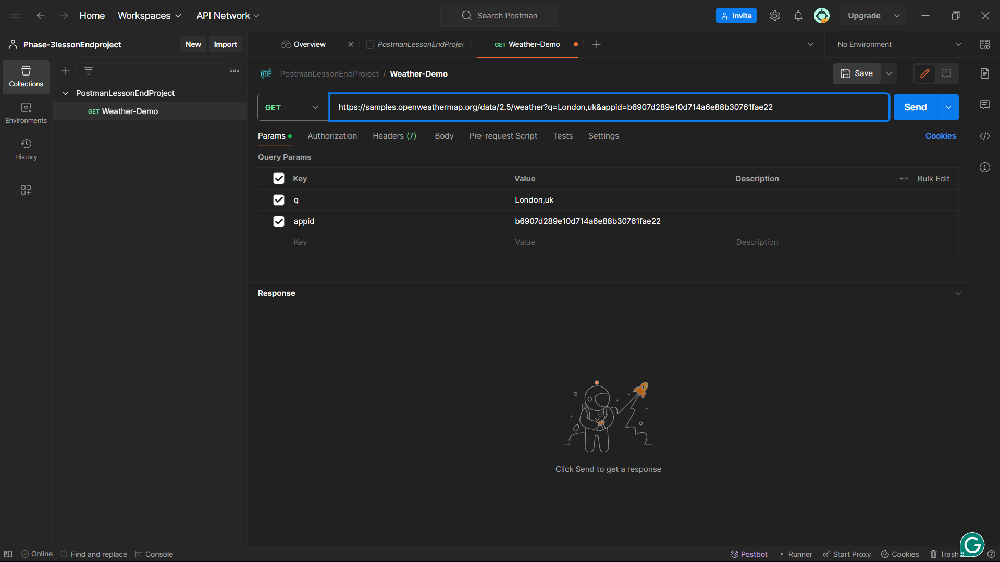 Home Workspaces API Network Search Postman Invite Upgrade
Phase-3lessonEndproject New Import Overview PostmanLessonEndProjec GET Weather-Demo No Environment
Collections
Environments
History
PostmanLessonEndProject
GET Weather-Demo
HTTP PostmanLessonEndProject / Weather-Demo Save
GET https://samples.openweathermap.org/data/2.5/weather?q=London,uk&appid=b6907d289e10d714a6e88b30761fae22 Send
Params Authorization Headers (7) Body Pre-request Script Tests Settings Cookies
Query Params
Key Value Description Bulk Edit
q London,uk
appid b6907d289e10d714a6e88b30761fae22
Key Value Description
Response
Click Send to get a response
Online Find and replace Console Postbot Runner Start Proxy Cookies Trash